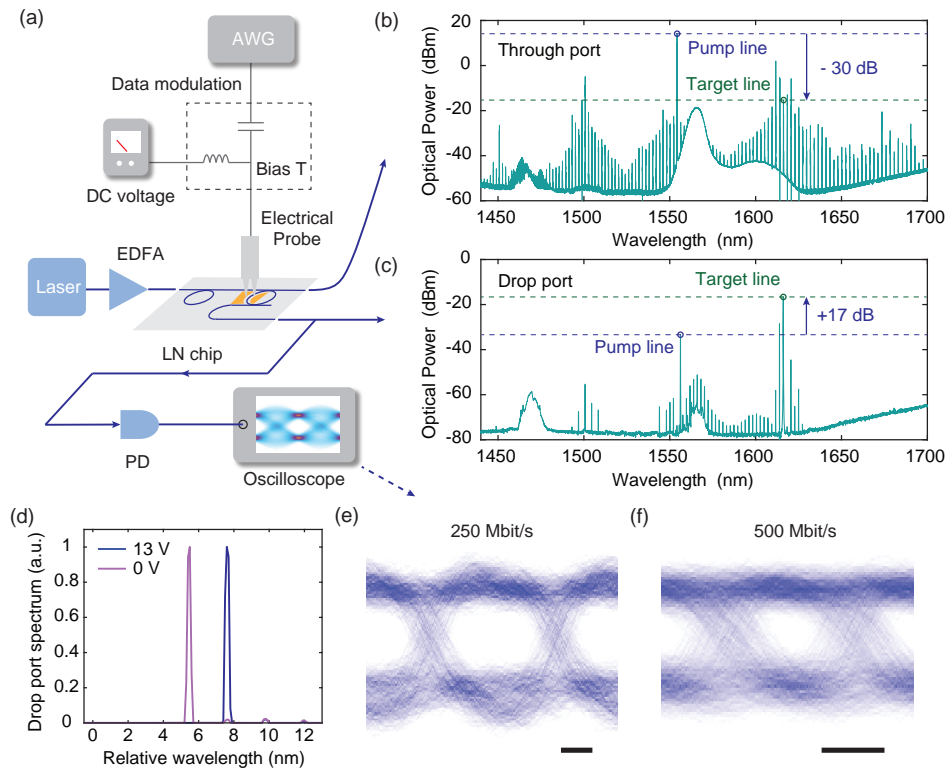 (a)
AWG
Data modulation
Bias T
DC voltage
Electrical
Probe
EDFA
Laser
LN chip
PD
Oscilloscope
(b)
Optical Power (dBm)
20
0
-20
-40
-60
Through port
Pump line
Target line
- 30 dB
1450
1500
1550
1600
1650
1700
Wavelength (nm)
(c)
Optical Power (dBm)
0
-20
-40
-60
-80
Drop port
Target line
Pump line
+17 dB
1450
1500
1550
1600
1650
1700
Wavelength (nm)
(d)
Drop port spectrum (a.u.)
1
0.8
0.6
0.4
0.2
0
13 V
0 V
0 2 4 6 8 10 12
Relative wavelength (nm)
(e)
250 Mbit/s
(f)
500 Mbit/s